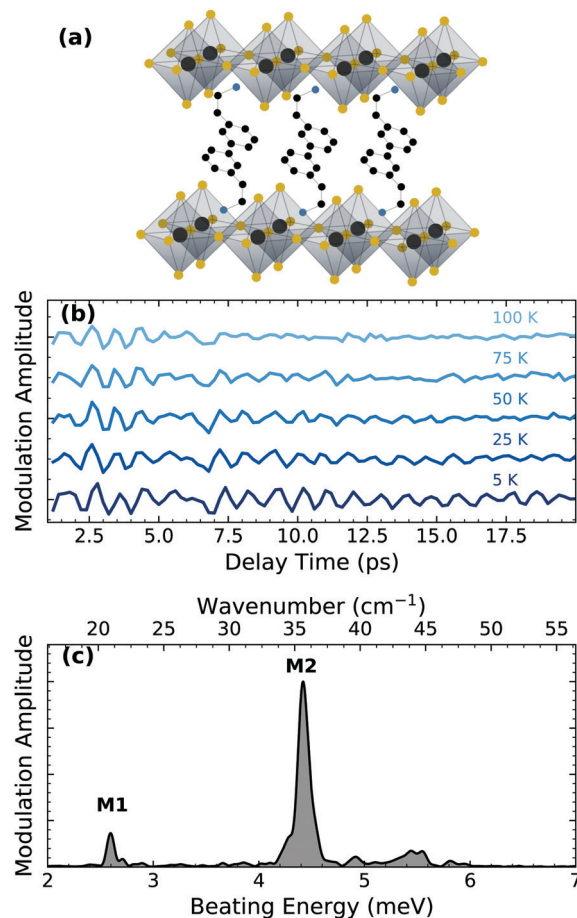 (a)
(b)
100 K
75 K
50 K
25 K
5 K
Modulation Amplitude
2.5 5.0 7.5 10.0 12.5 15.0 17.5
Delay Time (ps)
Wavenumber (cm⁻¹)
20 25 30 35 40 45 50 55
(c)
M2
M1
Modulation Amplitude
2 3 4 5 6 7
Beating Energy (meV)